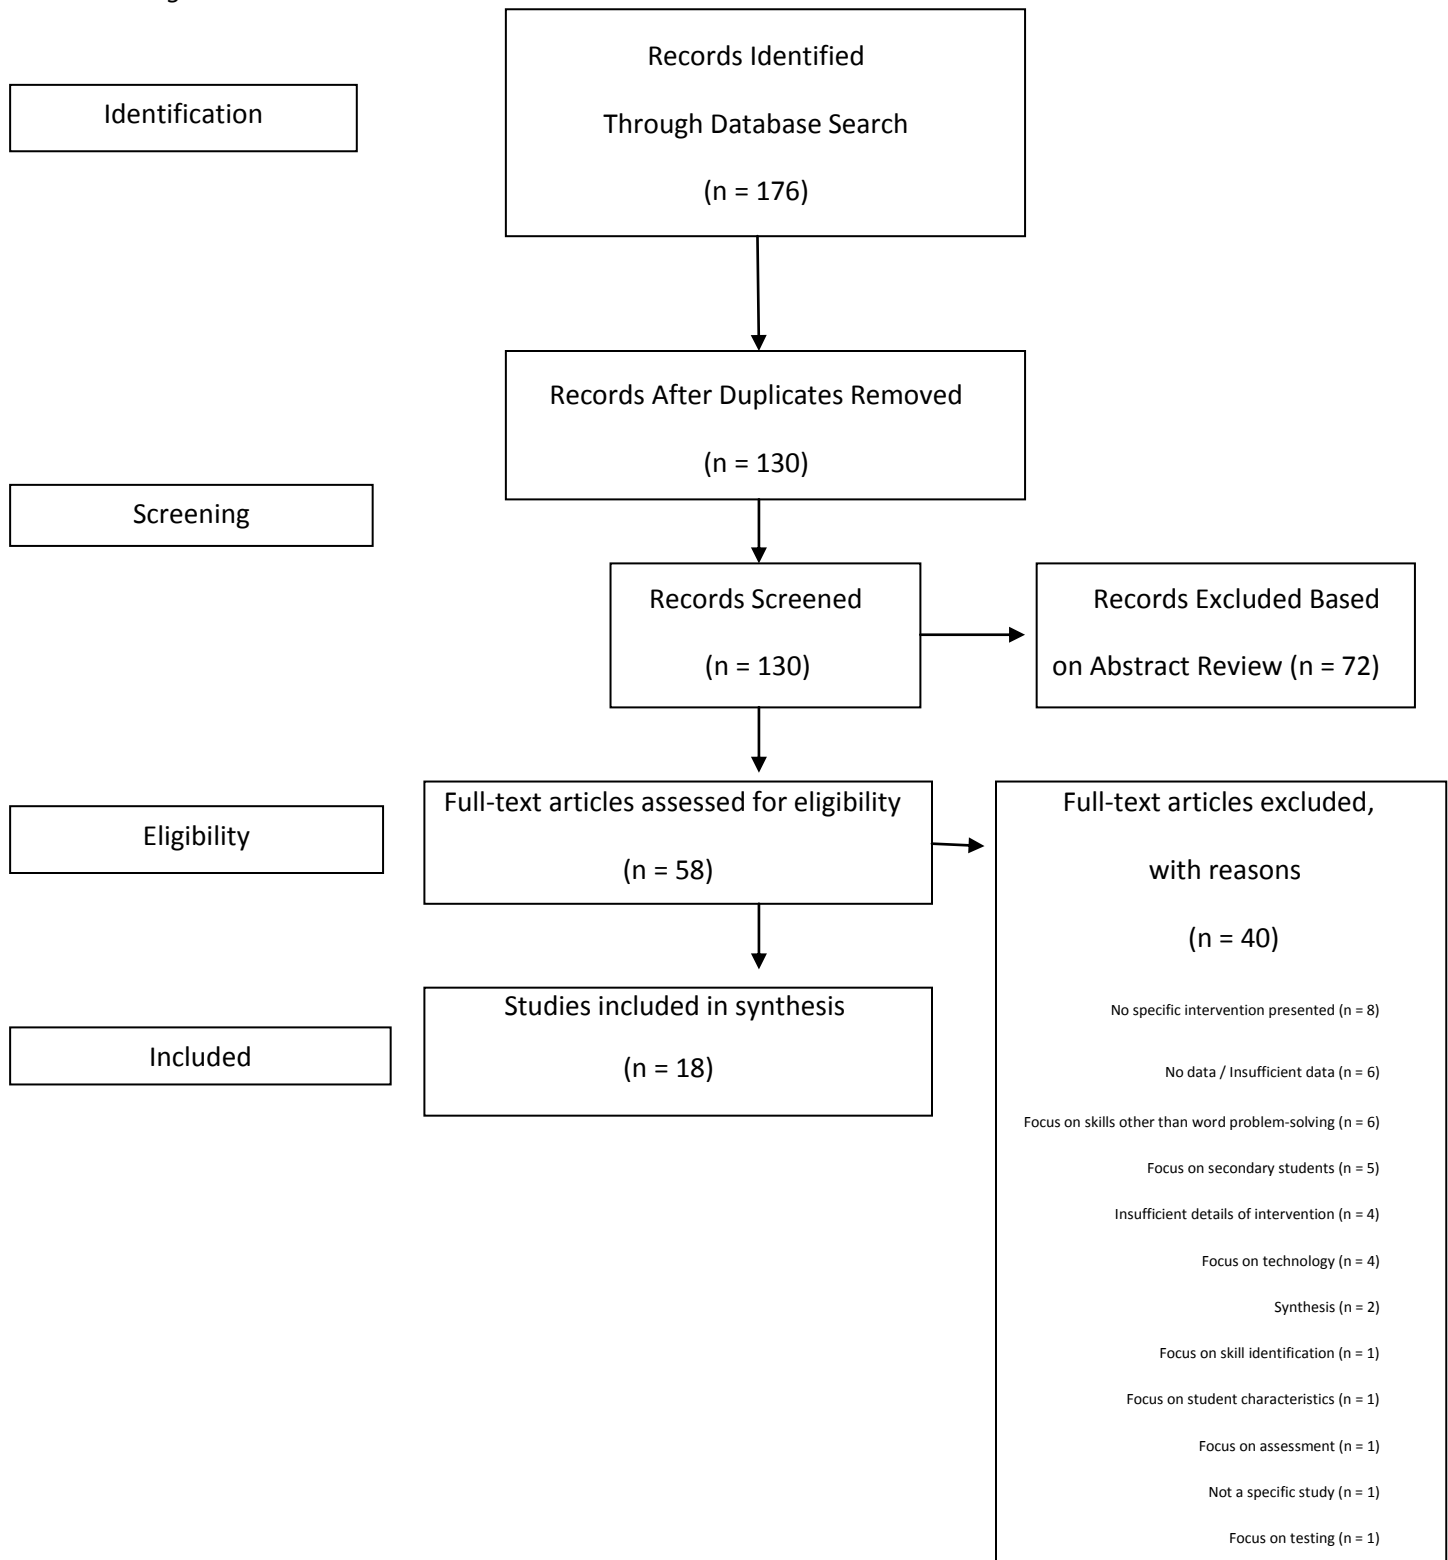 Identification
Records Identified
Through Database Search
(n = 176)
Records After Duplicates Removed
(n = 130)
Screening
Records Screened
(n = 130)
Records Excluded Based
on Abstract Review (n = 72)
Eligibility
Full-text articles assessed for eligibility
(n = 58)
Full-text articles excluded,
with reasons
(n = 40)
No specific intervention presented (n = 8)
No data / Insufficient data (n = 6)
Focus on skills other than word problem-solving (n = 6)
Focus on secondary students (n = 5)
Insufficient details of intervention (n = 4)
Focus on technology (n = 4)
Synthesis (n = 2)
Focus on skill identification (n = 1)
Focus on student characteristics (n = 1)
Focus on assessment (n = 1)
Not a specific study (n = 1)
Focus on testing (n = 1)
Included
Studies included in synthesis
(n = 18)